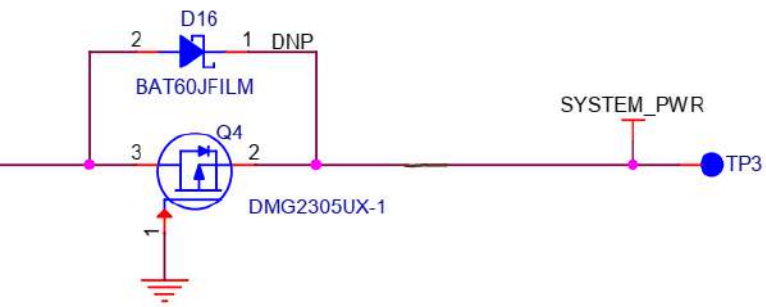 D16
2
1 DNP
BAT60JFILM
SYSTEM_PWR
Q4
3
2
TP3
DMG2305UX-1
1